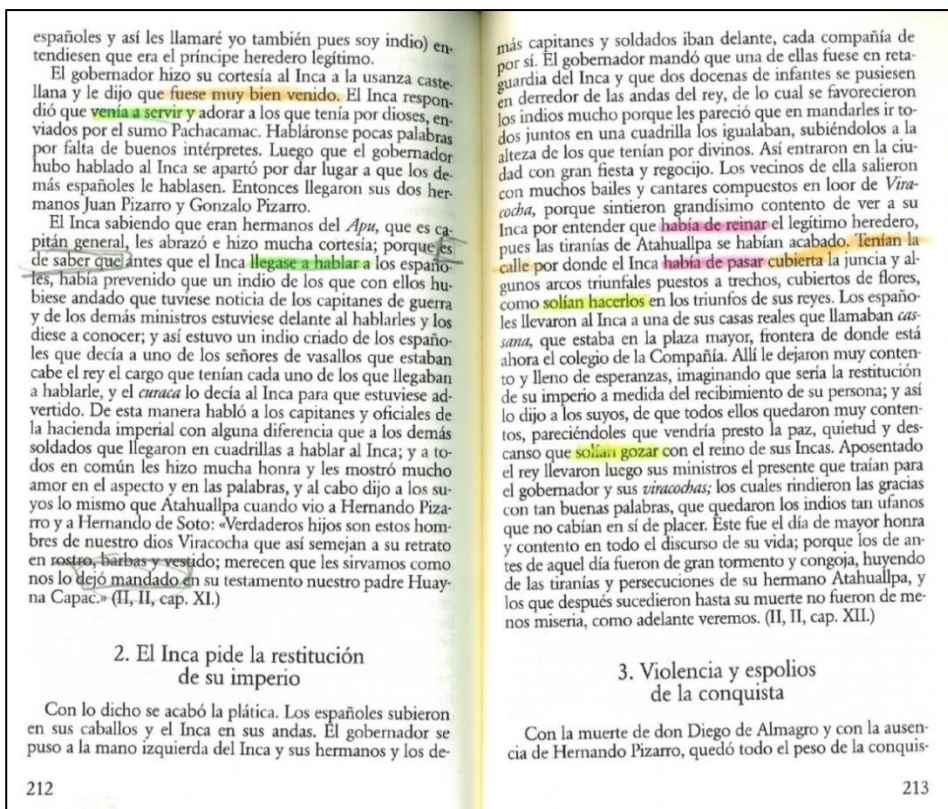 españoles y así les llamaré yo también pues soy indio) en-
tendiesen que era el príncipe heredero legítimo.
El gobernador hizo su cortesía al Inca a la usanza caste-
llana y le dijo que fuese muy bien venido. El Inca respon-
dió que venía a servir y adorar a los que tenía por dioses, en-
viados por el sumo Pachacamac. Habláronse pocas palabras
por falta de buenos intérpretes. Luego que el gobernador
hubo hablado al Inca se apartó por dar lugar a que los de-
más españoles le hablasen. Entonces llegaron sus dos her-
manos Juan Pizarro y Gonzalo Pizarro.
El Inca sabiendo que eran hermanos del Apu, que es ca-
pitán general, les abrazó e hizo mucha cortesía; porque es
de saber que antes que el Inca llegase a hablar a los españo-
les, había prevenido que un indio de los que con ellos hu-
biese andado que tuviese noticia de los capitanes de guerra
y de los demás ministros estuviese delante al hablarles y los
diese a conocer; y así estuvo un indio criado de los españo-
les que decía a uno de los señores de vasallos que estaban
cabe el rey el cargo que tenían cada uno de los que llegaban
a hablarle, y el curaca lo decía al Inca para que estuviese ad-
vertido. De esta manera habló a los capitanes y oficiales de
la hacienda imperial con alguna diferencia que a los demás
soldados que llegaron en cuadrillas a hablar al Inca; y a to-
dos en común les hizo mucha honra y les mostró mucho
amor en el aspecto y en las palabras, y al cabo dijo a los su-
yos lo mismo que Atahuallpa cuando vio a Hernando Piza-
rro y a Hernando de Soto: «Verdaderos hijos son estos hom-
bres de nuestro dios Viracocha que así semejan a su retrato
en rostro, barbas y vestido; merecen que les sirvamos como
nos lo dejó mandado en su testamento nuestro padre Huay-
na Capac.» (II, II, cap. XI.)
2. El Inca pide la restitución
de su imperio
Con lo dicho se acabó la plática. Los españoles subieron
en sus caballos y el Inca en sus andas. El gobernador se
puso a la mano izquierda del Inca y sus hermanos y los de-
212
más capitanes y soldados iban delante, cada compañía de
por sí. El gobernador mandó que una de ellas fuese en reta-
guardia del Inca y que dos docenas de infantes se pusiesen
en derredor de las andas del rey, de lo cual se favorecieron
los indios mucho porque les pareció que en mandarles ir to-
dos juntos en una cuadrilla los igualaban, subiéndolos a la
alteza de los que tenían por divinos. Así entraron en la ciu-
dad con gran fiesta y regocijo. Los vecinos de ella salieron
con muchos bailes y cantares compuestos en loor de Vira-
cocha, porque sintieron grandísimo contento de ver a su
Inca por entender que había de reinar el legítimo heredero,
pues las tiranías de Atahuallpa se habían acabado. Tenían la
calle por donde el Inca había de pasar cubierta la juncia y al-
gunos arcos triunfales puestos a trechos, cubiertos de flores,
como solían hacerlos en los triunfos de sus reyes. Los españo-
les llevaron al Inca a una de sus casas reales que llamaban cas-
sana, que estaba en la plaza mayor, frontera de donde está
ahora el colegio de la Compañía. Allí le dejaron muy conten-
to y lleno de esperanzas, imaginando que sería la restitución
de su imperio a medida del recibimiento de su persona; y así
lo dijo a los suyos, de que todos ellos quedaron muy conten-
tos, pareciéndoles que vendría presto la paz, quietud y des-
canso que solían gozar con el reino de sus Incas. Aposentado
el rey llevaron luego sus ministros el presente que traían para
el gobernador y sus viracochas; los cuales rindieron las gracias
con tan buenas palabras, que quedaron los indios tan ufanos
que no cabían en sí de placer. Este fue el día de mayor honra
y contento en todo el discurso de su vida; porque los de an-
tes de aquel día fueron de gran tormento y congoja, huyendo
de las tiranías y persecuciones de su hermano Atahuallpa, y
los que después sucedieron hasta su muerte no fueron de me-
nos miseria, como adelante veremos. (II, II, cap. XII.)
3. Violencia y espolios
de la conquista
Con la muerte de don Diego de Almagro y con la ausen-
cia de Hernando Pizarro, quedó todo el peso de la conquis-
213